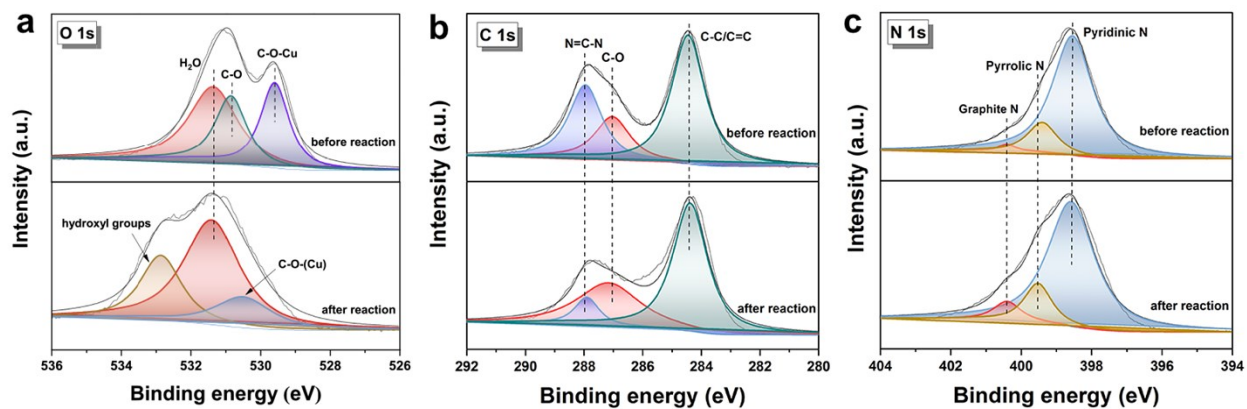 a
O 1s
H₂O
C-O
C-O-Cu
before reaction
hydroxyl groups
C-O-(Cu)
after reaction
Intensity (a.u.)
536 534 532 530 528 526
Binding energy (eV)
b
C 1s
N=C-N
C-O
C-C/C=C
before reaction
after reaction
Intensity (a.u.)
292 290 288 286 284 282 280
Binding energy (eV)
c
N 1s
Pyridinic N
Pyrrolic N
Graphite N
before reaction
after reaction
Intensity (a.u.)
404 402 400 398 396 394
Binding energy (eV)